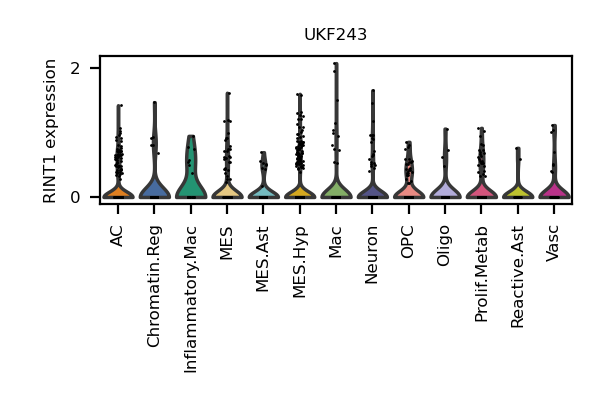 UKF243
RINT1 expression
2
0
AC
Chromatin.Reg
Inflammatory.Mac
MES
MES.Ast
MES.Hyp
Mac
Neuron
OPC
Oligo
Prolif.Metab
Reactive.Ast
Vasc